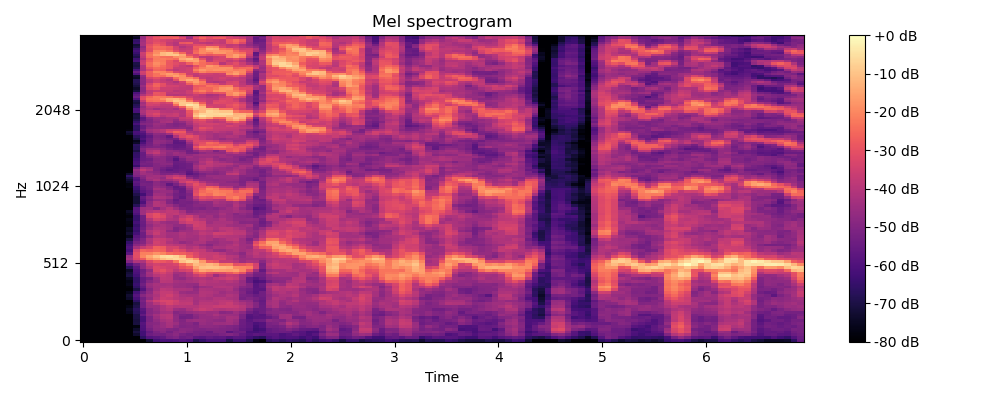 Mel spectrogram
+0 dB
-10 dB
2048
-20 dB
-30 dB
Hz
1024
-40 dB
-50 dB
512
-60 dB
-70 dB
0
-80 dB
0 1 2 3 4 5 6
Time